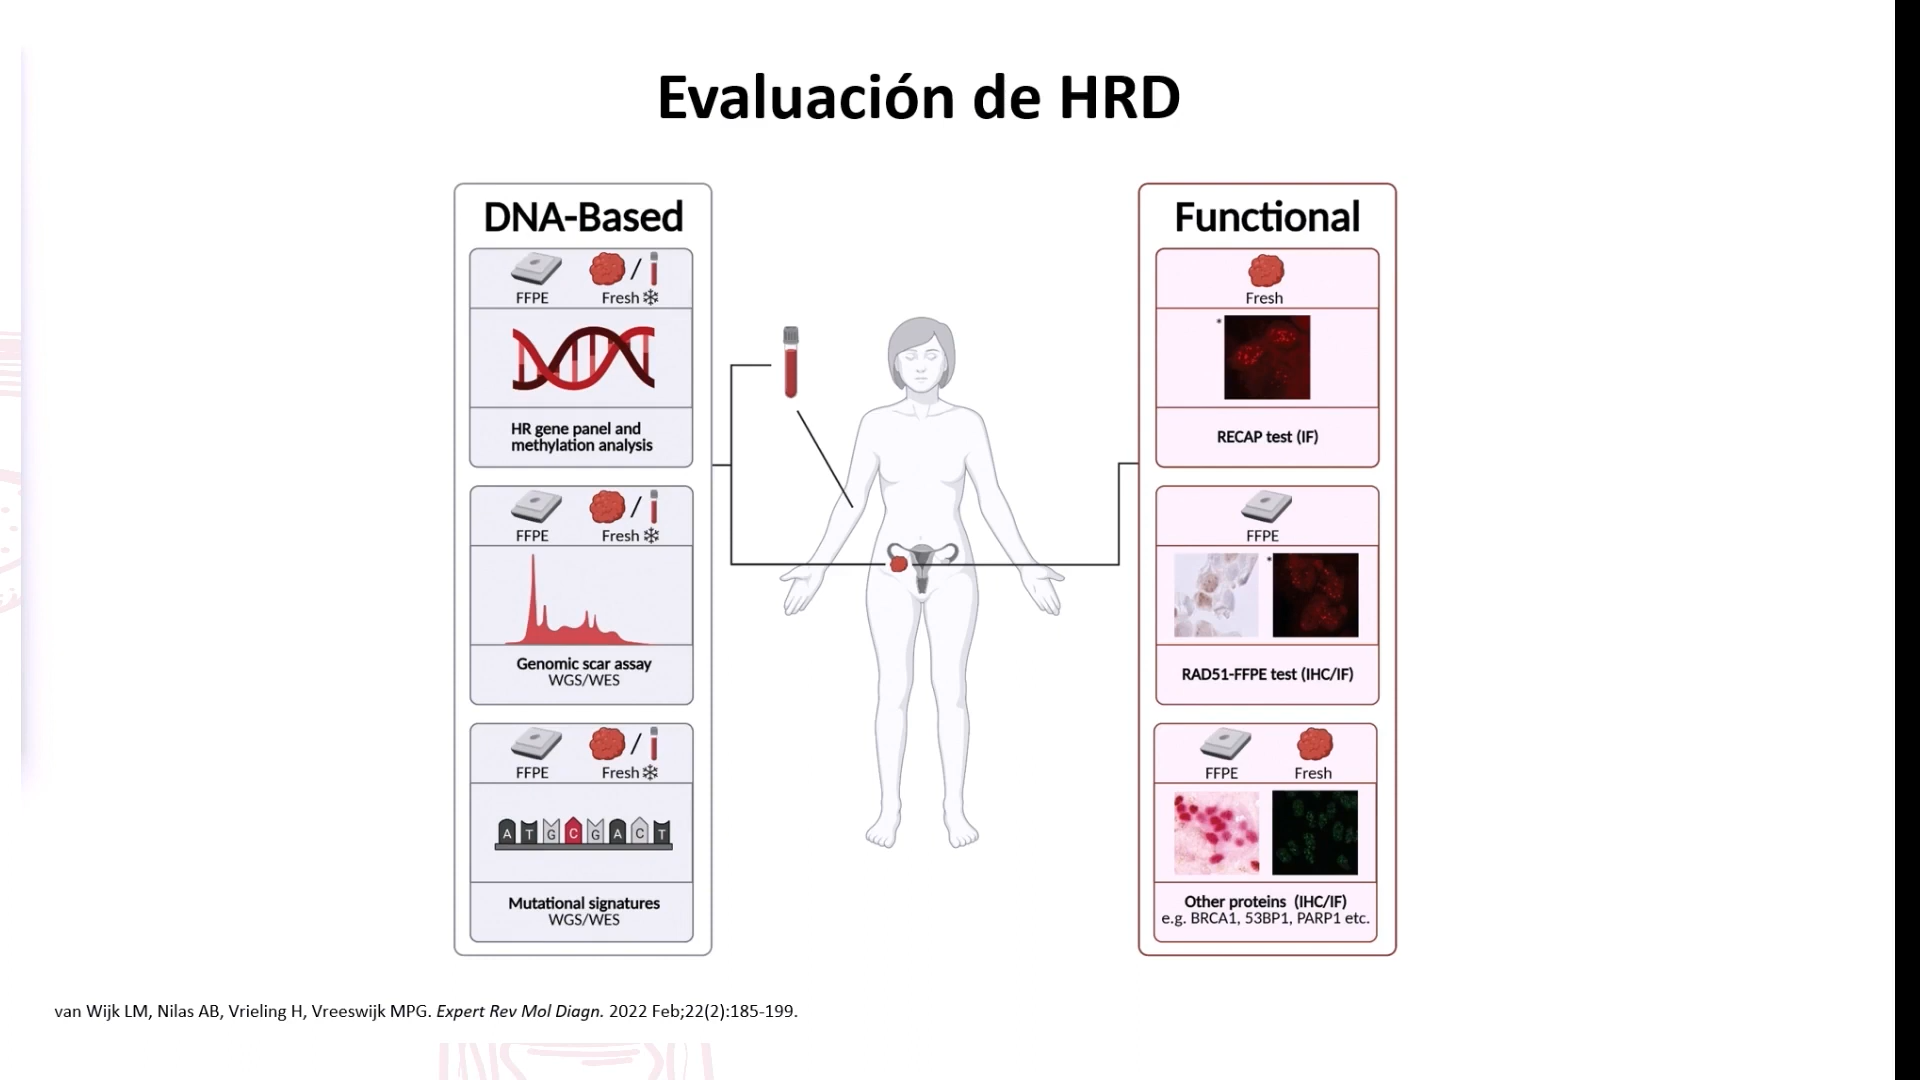 Evaluación de HRD
DNA-Based
FFPE
/
Fresh
HR gene panel and
methylation analysis
FFPE
/
Fresh
Genomic scar assay
WGS/WES
FFPE
/
Fresh
A T G C G A C T
Mutational signatures
WGS/WES
Functional
Fresh
*
RECAP test (IF)
FFPE
*
RAD51-FFPE test (IHC/IF)
FFPE
Fresh
Other proteins (IHC/IF)
e.g. BRCA1, 53BP1, PARP1 etc.
van Wijk LM, Nilas AB, Vrieling H, Vreeswijk MPG. Expert Rev Mol Diagn. 2022 Feb;22(2):185-199.